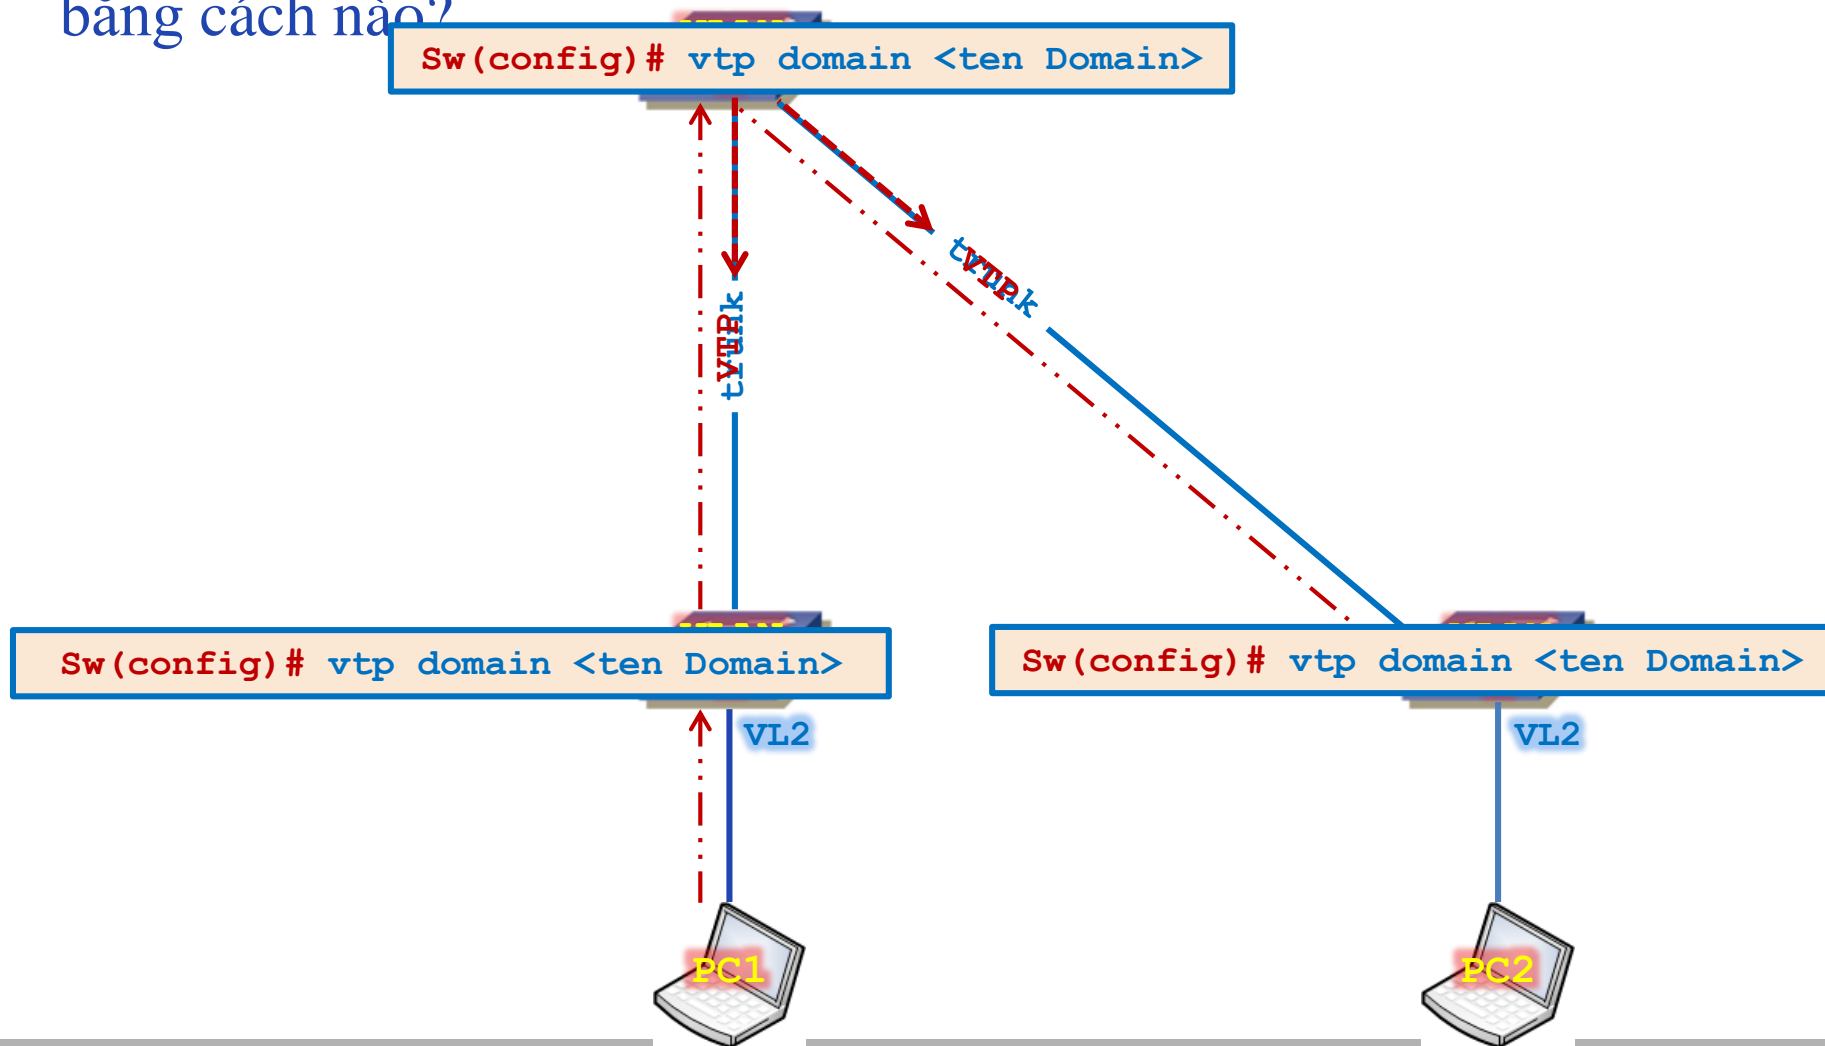 bằng cách nào?
Sw(config)# vtp domain <ten Domain>
trunk
VTP
trunk
VTP
Sw(config)# vtp domain <ten Domain>
Sw(config)# vtp domain <ten Domain>
VL2
VL2
PC1
PC2